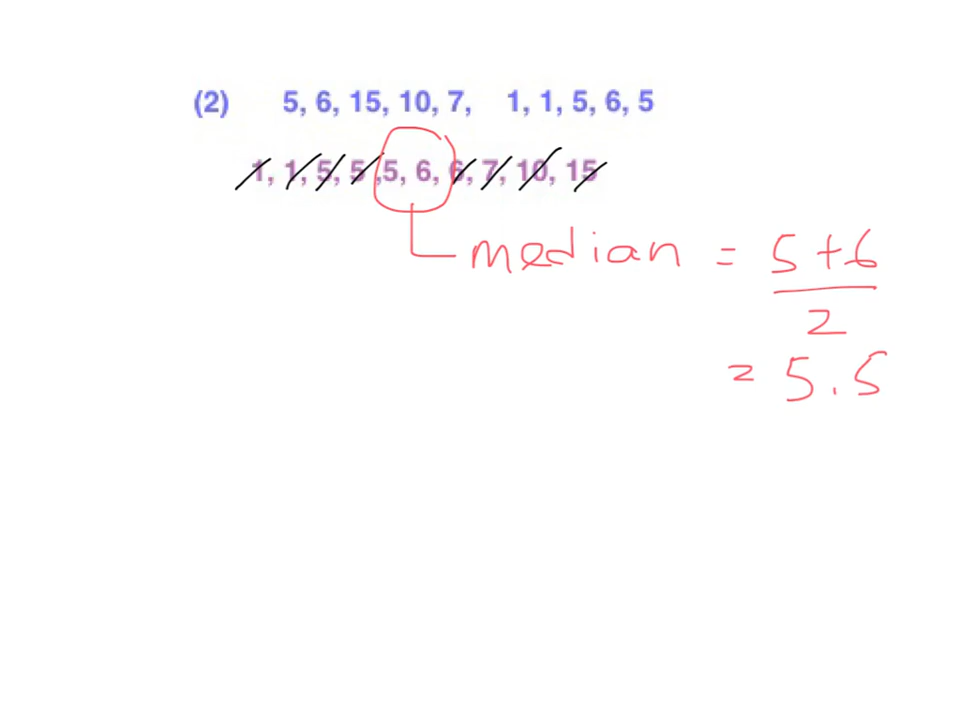 (2) 5, 6, 15, 10, 7, 1, 1, 5, 6, 5
1, 1, 5, 5 ,5, 6, 6, 7, 10, 15
median = 5+6
2
= 5.5